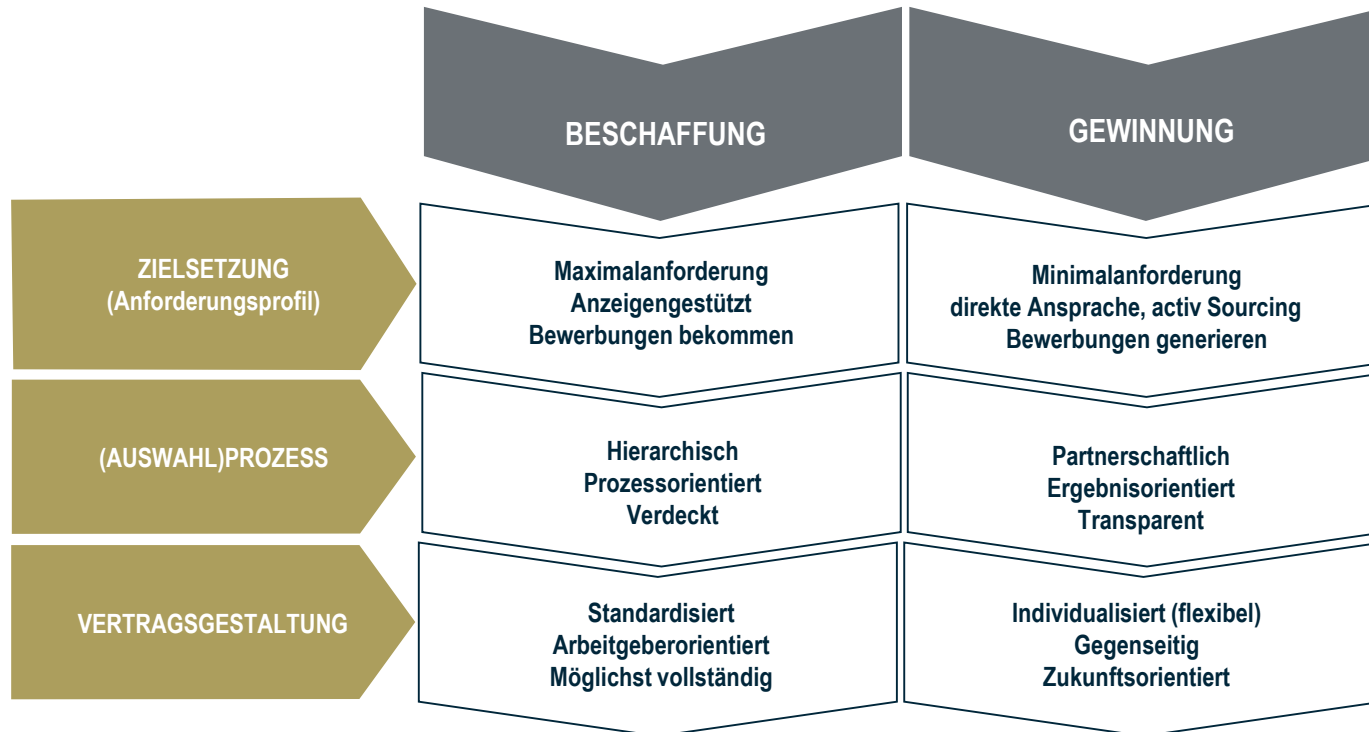 BESCHAFFUNG
GEWINNUNG
ZIELSETZUNG
(Anforderungsprofil)
Maximalanforderung
Anzeigengestützt
Bewerbungen bekommen
Minimalanforderung
direkte Ansprache, activ Sourcing
Bewerbungen generieren
(AUSWAHL)PROZESS
Hierarchisch
Prozessorientiert
Verdeckt
Partnerschaftlich
Ergebnisorientiert
Transparent
VERTRAGSGESTALTUNG
Standardisiert
Arbeitgeberorientiert
Möglichst vollständig
Individualisiert (flexibel)
Gegenseitig
Zukunftsorientiert